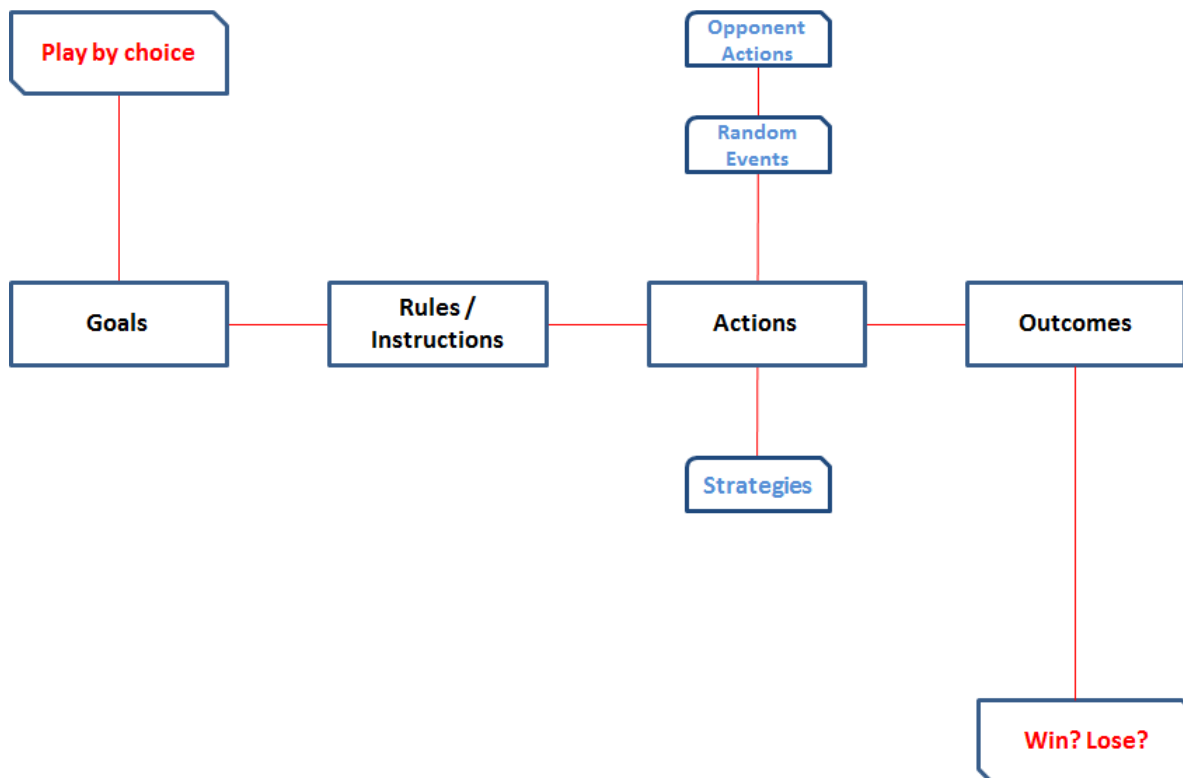 Play by choice
Opponent
Actions
Random
Events
Goals
Rules /
Instructions
Actions
Outcomes
Strategies
Win? Lose?